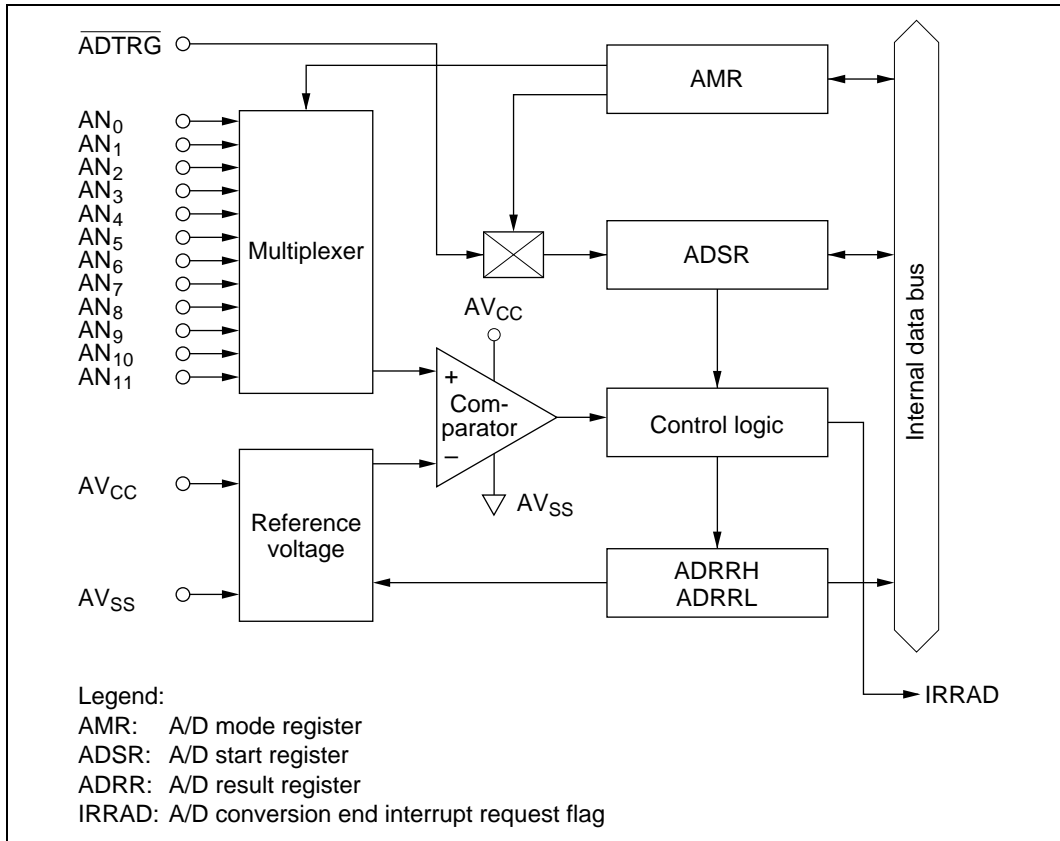 ADTRG
AMR
AN0
AN1
AN2
AN3
AN4
AN5
AN6
AN7
AN8
AN9
AN10
AN11
Multiplexer
ADSR
Internal data bus
AVCC
+
Com-
parator
−
AVSS
Control logic
AVCC
AVSS
Reference
voltage
ADRRH
ADRRL
IRRAD
Legend:
AMR: A/D mode register
ADSR: A/D start register
ADRR: A/D result register
IRRAD: A/D conversion end interrupt request flag